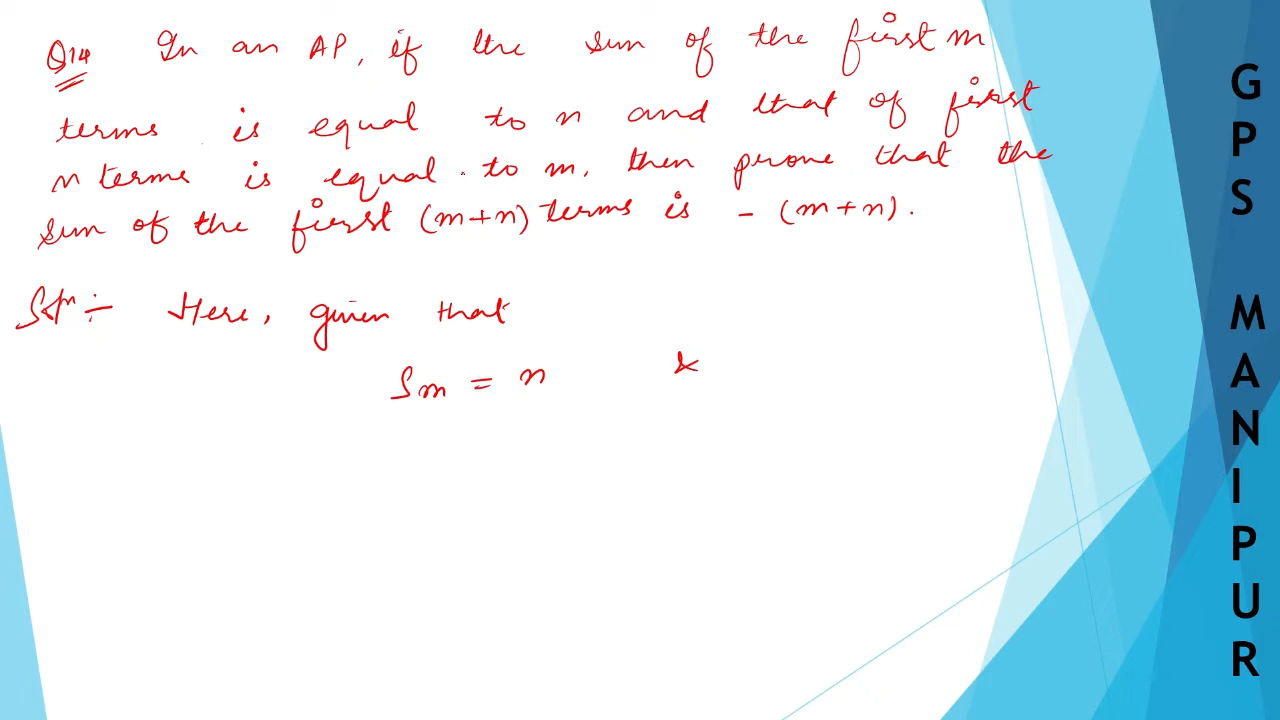 Q14 In an AP, if the sum of the first m
terms is equal to n and that of first
n terms is equal to m, then prove that the
sum of the first (m+n) terms is - (m+n).
Solⁿ :- Here, given that
Sm = n &
GPS MANIPUR